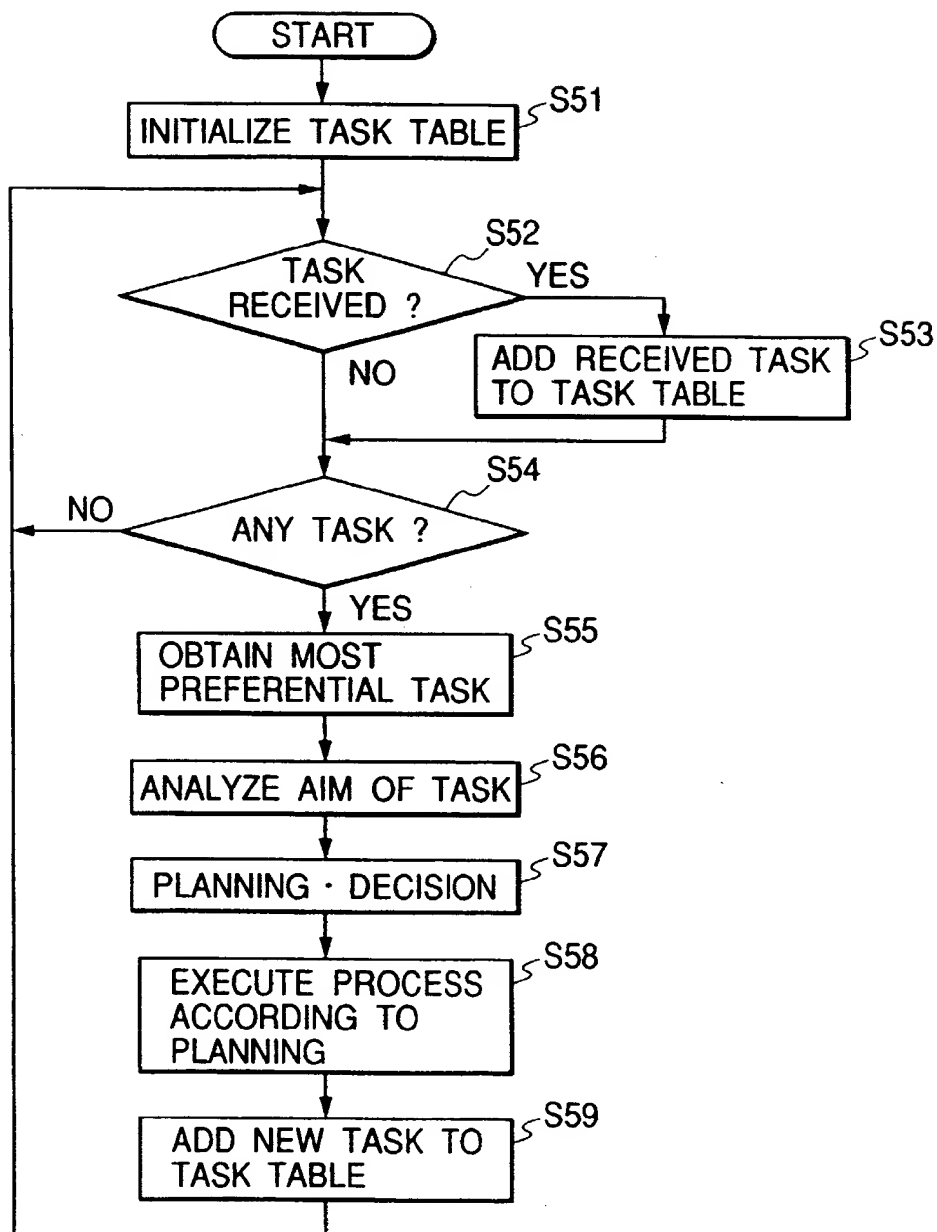 START
S51
INITIALIZE TASK TABLE
S52
TASK
RECEIVED ?
YES
S53
ADD RECEIVED TASK
TO TASK TABLE
NO
S54
NO
ANY TASK ?
YES
S55
OBTAIN MOST
PREFERENTIAL TASK
S56
ANALYZE AIM OF TASK
S57
PLANNING · DECISION
S58
EXECUTE PROCESS
ACCORDING TO
PLANNING
S59
ADD NEW TASK TO
TASK TABLE